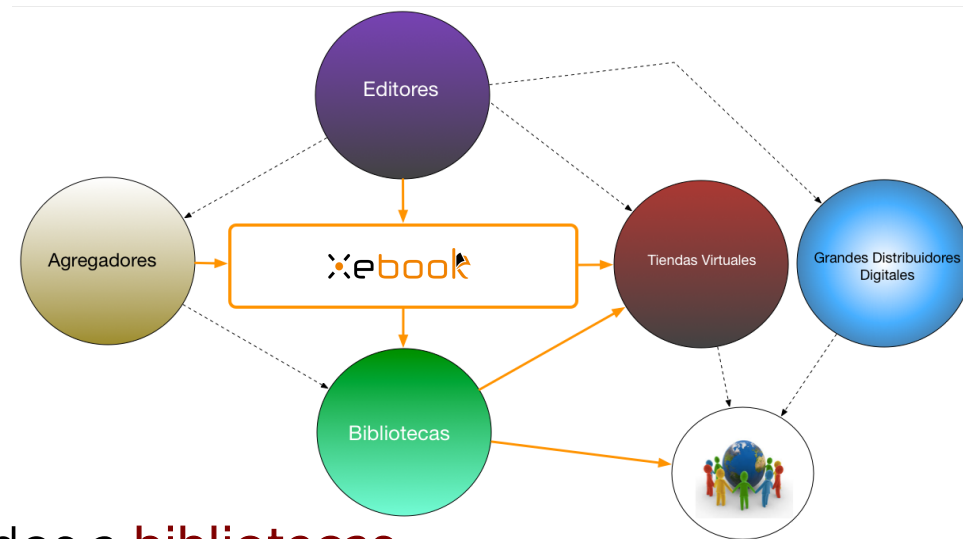 Editores
Agregadores
xebook
Tiendas Virtuales
Grandes Distribuidores
Digitales
Bibliotecas